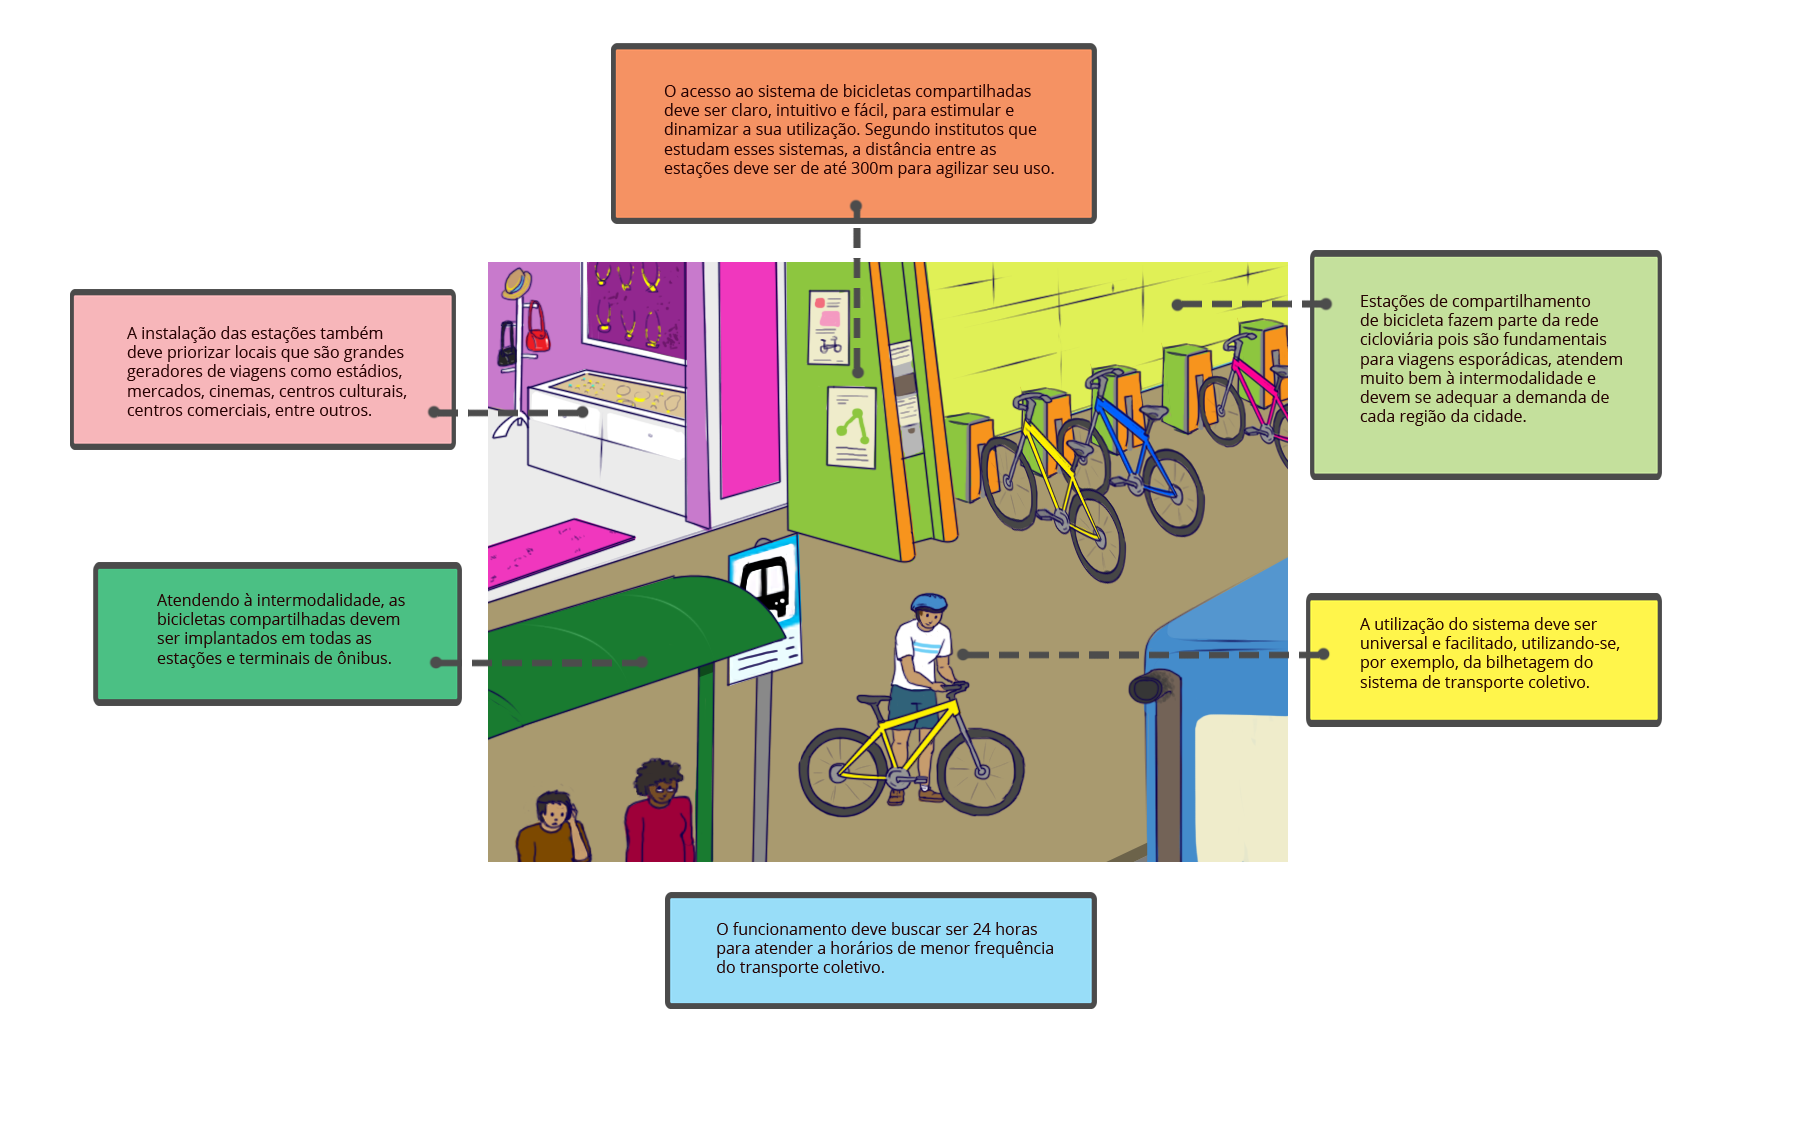 O acesso ao sistema de bicicletas compartilhadas
deve ser claro, intuitivo e fácil, para estimular e
dinamizar a sua utilização. Segundo institutos que
estudam esses sistemas, a distância entre as
estações deve ser de até 300m para agilizar seu uso.
A instalação das estações também
deve priorizar locais que são grandes
geradores de viagens como estádios,
mercados, cinemas, centros culturais,
centros comerciais, entre outros.
Estações de compartilhamento
de bicicleta fazem parte da rede
cicloviária pois são fundamentais
para viagens esporádicas, atendem
muito bem à intermodalidade e
devem se adequar a demanda de
cada região da cidade.
Atendendo à intermodalidade, as
bicicletas compartilhadas devem
ser implantados em todas as
estações e terminais de ônibus.
A utilização do sistema deve ser
universal e facilitado, utilizando-se,
por exemplo, da bilhetagem do
sistema de transporte coletivo.
O funcionamento deve buscar ser 24 horas
para atender a horários de menor frequência
do transporte coletivo.